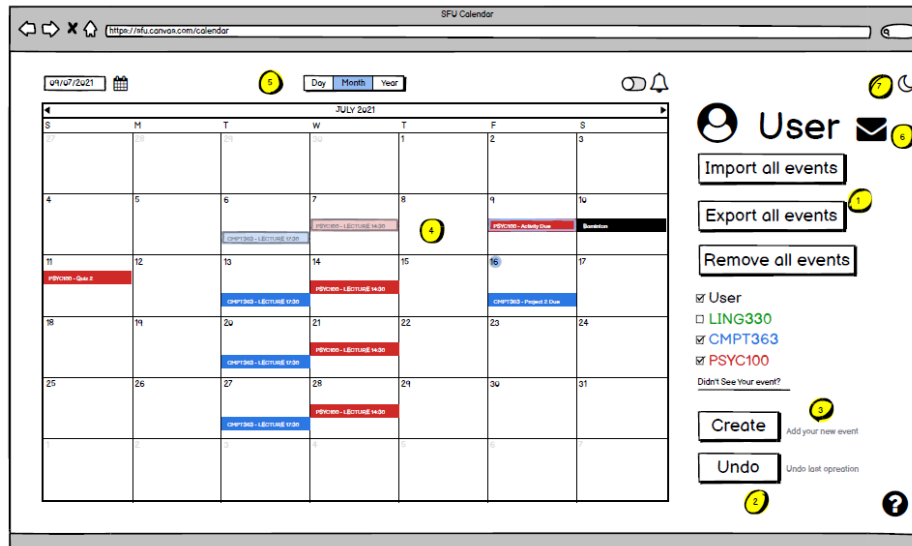 SFU Calendar
https://sfu.canvan.com/calendar
09/07/2021
5
Day Month Year
7
JULY 2021
S M T W T F S
27 28 29 30 1 2 3
User
6
Import all events
4 5 6 7 8 9 10
1
PSYC100 - LECTURE 14:30
PSYC100 - Activity Due
Bominton
4
CMPT363 - LECTURE 17:30
Export all events
Remove all events
11 12 13 14 15 16 17
PSYC100 - Quiz 2
PSYC100 - LECTURE 14:30
CMPT363 - LECTURE 17:30
CMPT363 - Project 2 Due
User
LING330
CMPT363
PSYC100
Didn't See Your event?
18 19 20 21 22 23 24
PSYC100 - LECTURE 14:30
CMPT363 - LECTURE 17:30
25 26 27 28 29 30 31
PSYC100 - LECTURE 14:30
CMPT363 - LECTURE 17:30
3
Create
Add your new event
1 2 3 4 5 6 7
Undo
Undo last opreation
2
?